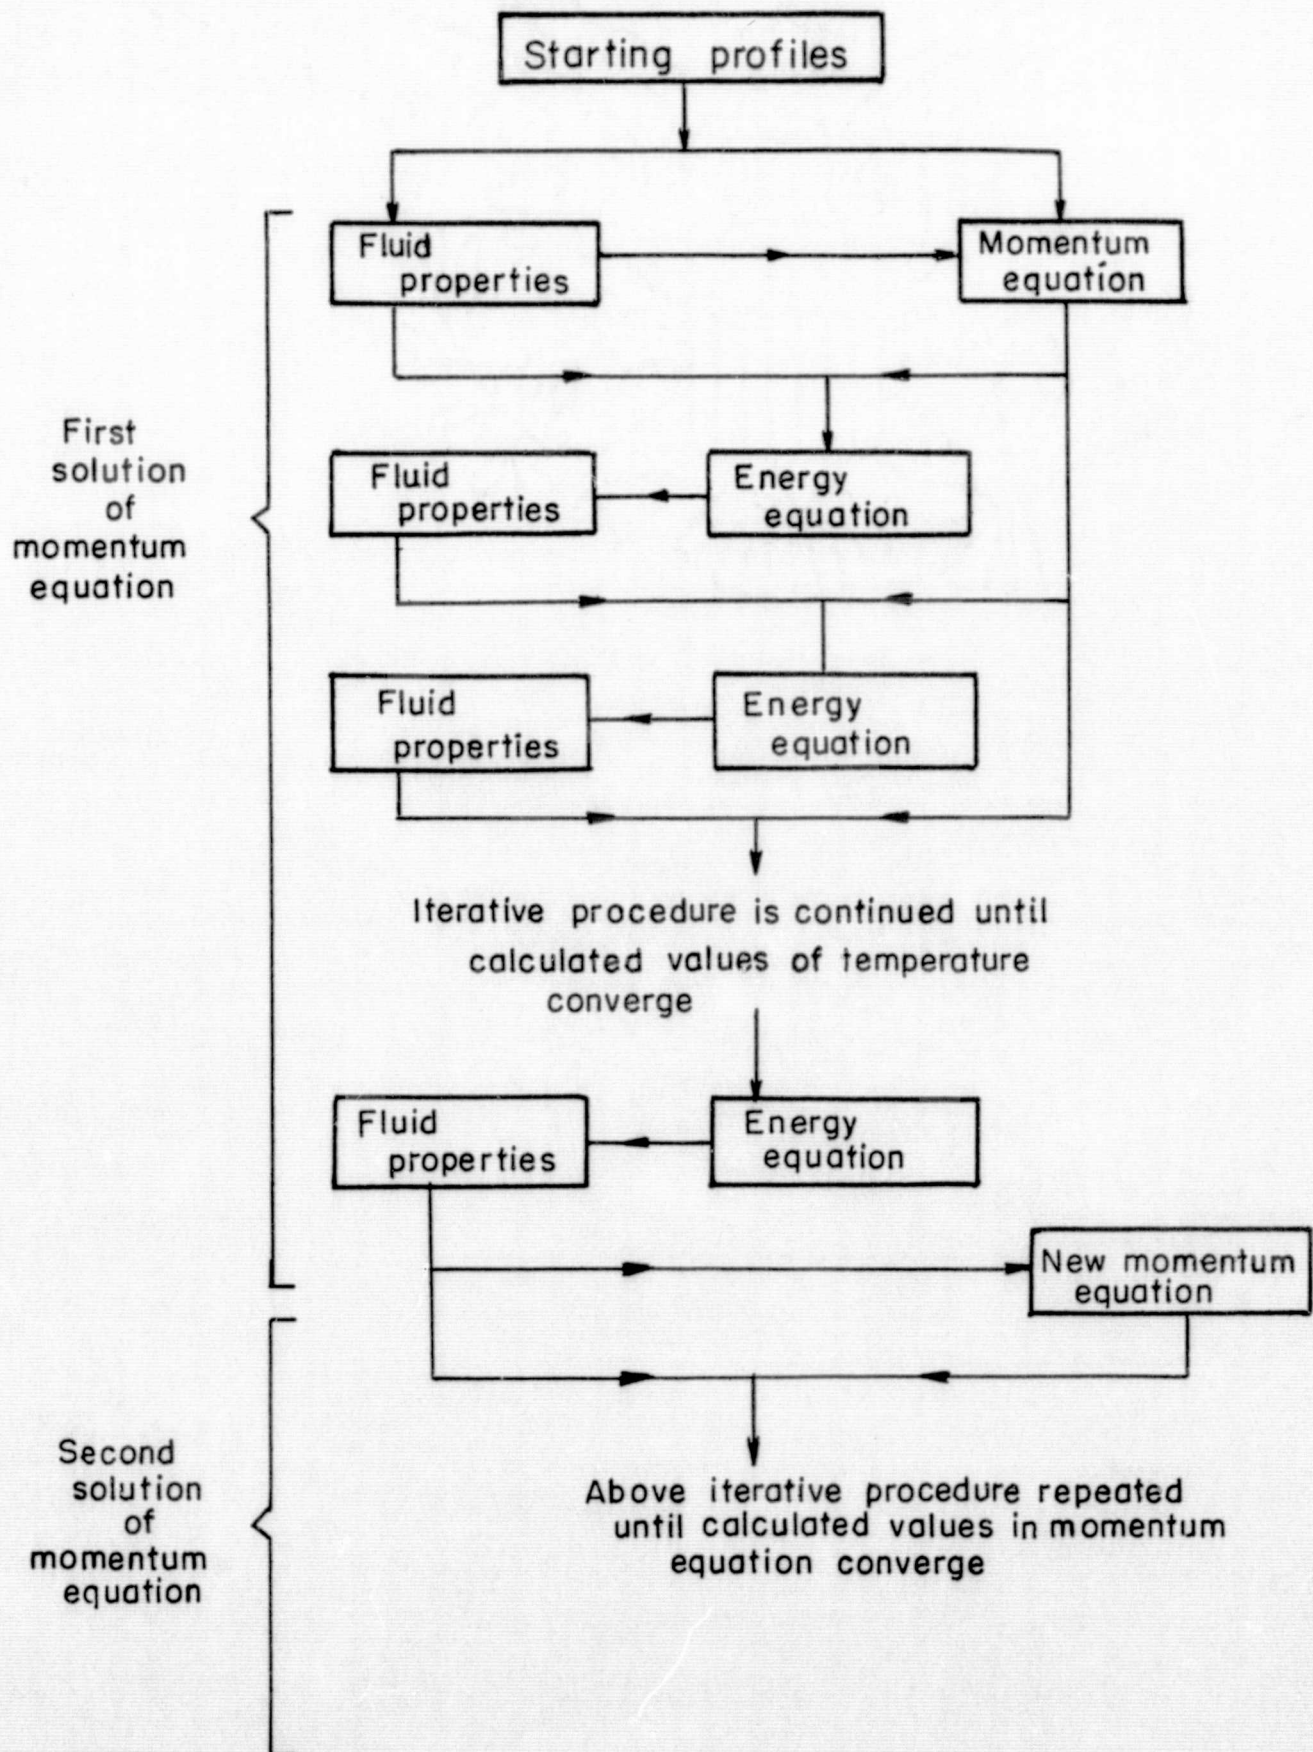 Starting profiles
Fluid
properties
Momentum
equation
First
solution
of
momentum
equation
Fluid
properties
Energy
equation
Fluid
properties
Energy
equation
Iterative procedure is continued until
calculated values of temperature
converge
Fluid
properties
Energy
equation
New momentum
equation
Second
solution
of
momentum
equation
Above iterative procedure repeated
until calculated values in momentum
equation converge